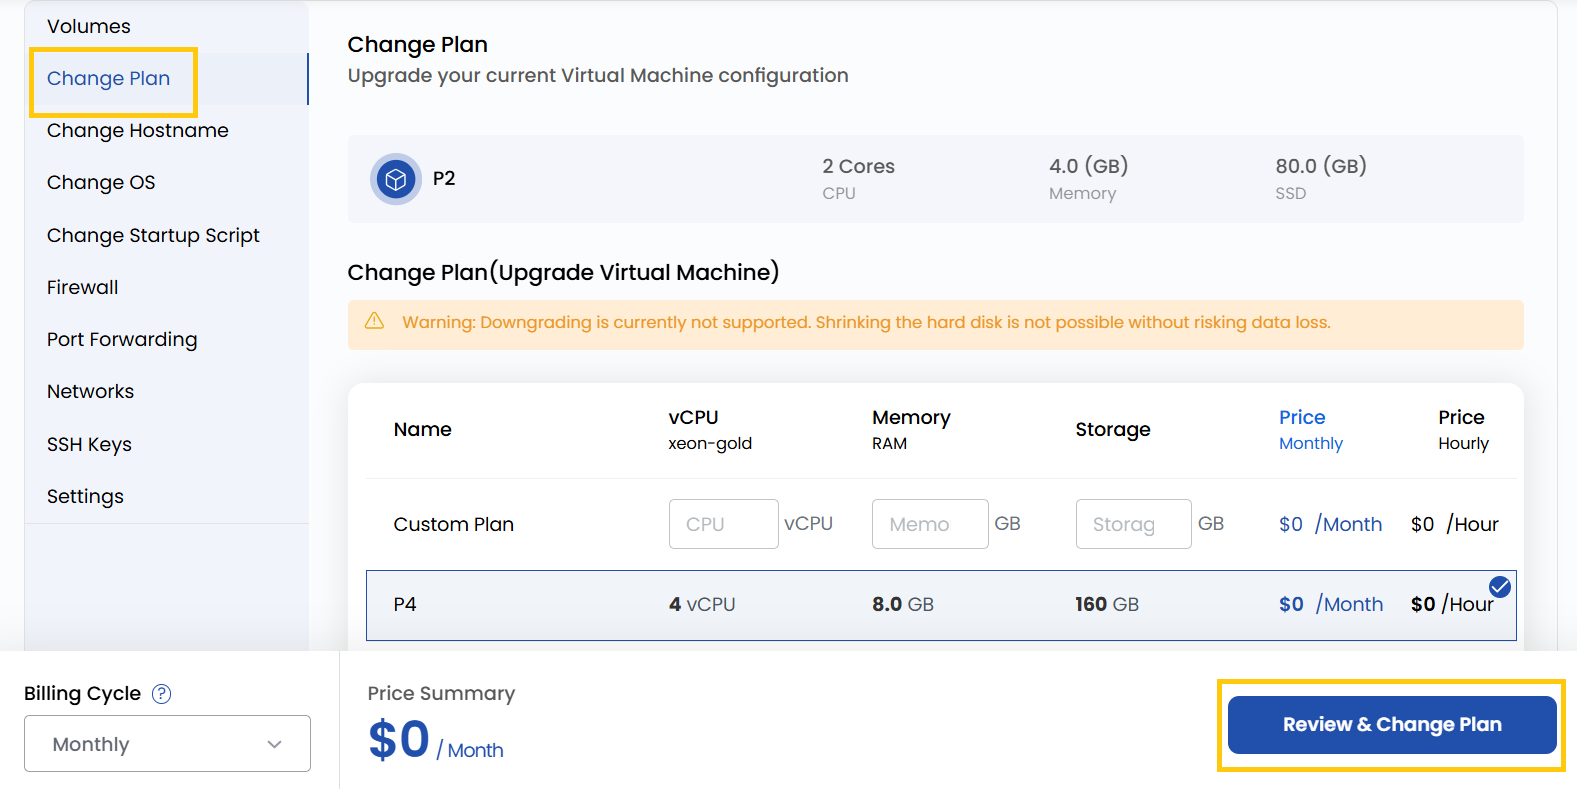 Volumes
Change Plan
Change Hostname
Change OS
Change Startup Script
Firewall
Port Forwarding
Networks
SSH Keys
Settings
Change Plan
Upgrade your current Virtual Machine configuration
P2
2 Cores
CPU
4.0 (GB)
Memory
80.0 (GB)
SSD
Change Plan(Upgrade Virtual Machine)
Warning: Downgrading is currently not supported. Shrinking the hard disk is not possible without risking data loss.
Name
vCPU
xeon-gold
Memory
RAM
Storage
Price
Monthly
Price
Hourly
Custom Plan CPU vCPU Memo GB Storag GB $0 /Month $0 /Hour
P4 4 vCPU 8.0 GB 160 GB $0 /Month $0 /Hour
Billing Cycle ?
Monthly
Price Summary
$0 / Month
Review & Change Plan